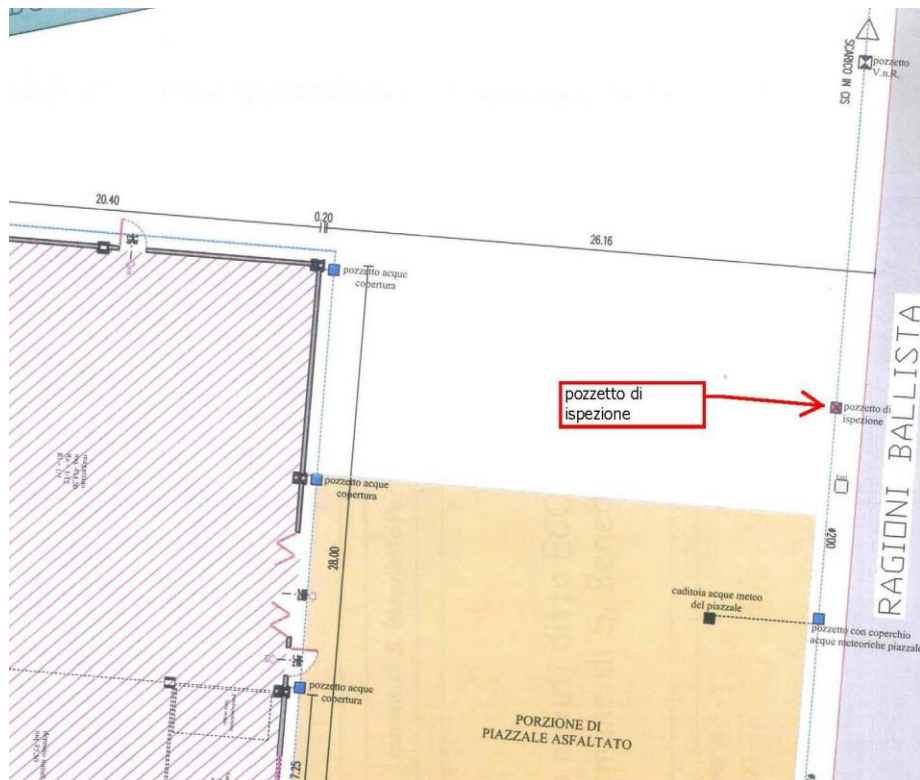 SCARICO IN CIS
pozzetto
V.n.R.
20.40
0.20
26.16
pozzetto acque
copertura
RAGIONI BALLISTA
pozzetto di
ispezione
pozzetto di
ispezione
pozzetto acque
copertura
28.00
ø200
caditoia acque meteo
del piazzale
pozzetto con coperchio
acque meteoriche piazzale
pozzetto acque
copertura
PORZIONE DI
PIAZZALE ASFALTATO
7.25
ø200